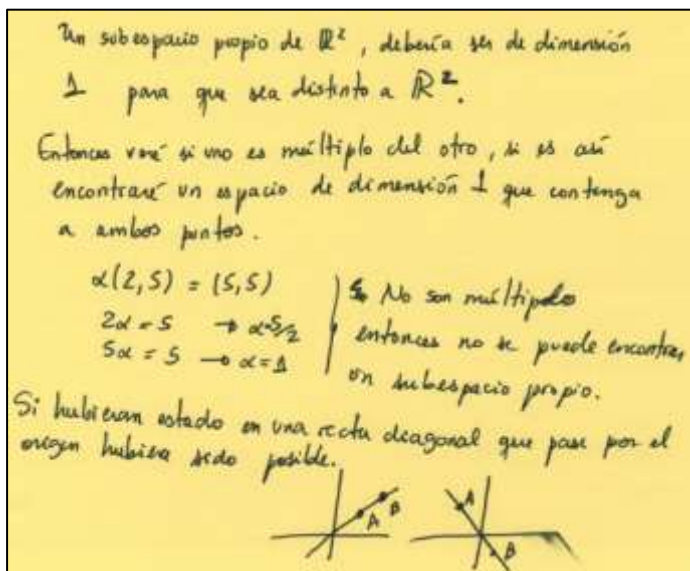 Un subespacio propio de ℝ², debería ser de dimensión
1 para que sea distinto a ℝ².
Entonces veré si uno es múltiplo del otro, si es así
encontraré un espacio de dimensión 1 que contenga
a ambos puntos.
α(2,5) = (5,5)
2α = 5 → α=5/2
5α = 5 → α = 1
No son múltiplos
entonces no se puede encontrar
un subespacio propio.
Si hubieran estado en una recta diagonal que pase por el
origen hubiera sido posible.
A B
A B